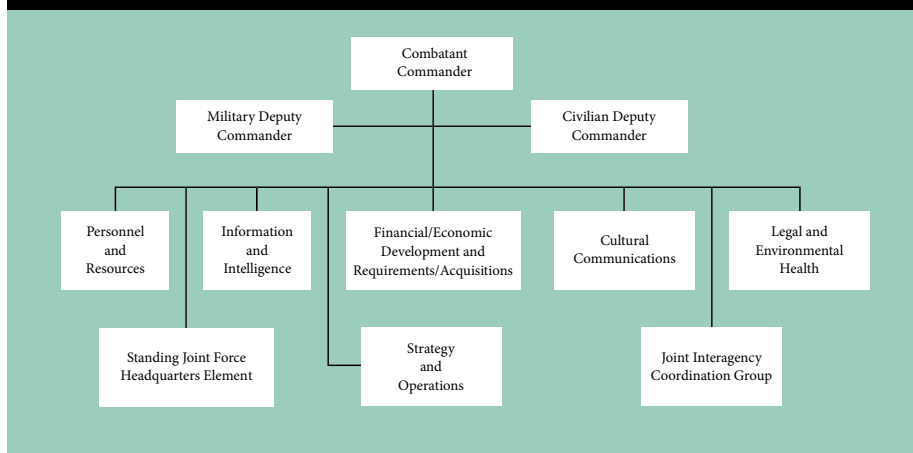 Combatant
Commander
Military Deputy
Commander
Civilian Deputy
Commander
Personnel
and
Resources
Information
and
Intelligence
Financial/Economic
Development and
Requirements/Acquisitions
Cultural
Communications
Legal and
Environmental
Health
Standing Joint Force
Headquarters Element
Strategy
and
Operations
Joint Interagency
Coordination Group